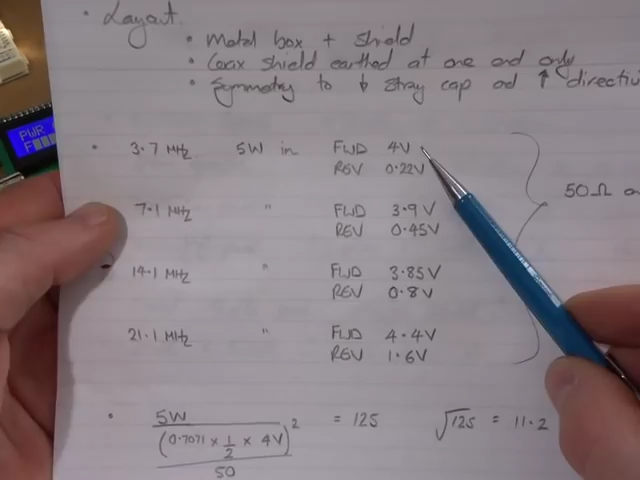 • Layout
• Metal box + shield
• Coax shield earthed at one end only
• Symmetry to ↓ stray cap and ↑
• 3.7 MHz 5W in FWD 4V
REV 0.22V
7.1 MHz " FWD 3.9V
REV 0.45V
14.1 MHz " FWD 3.85V
REV 0.8V
21.1 MHz " FWD 4.4V
REV 1.6V
50Ω
• 5W / ((0.7071 × 1/2 × 4V)² / 50) = 125 √125 = 11.2
PWR
F